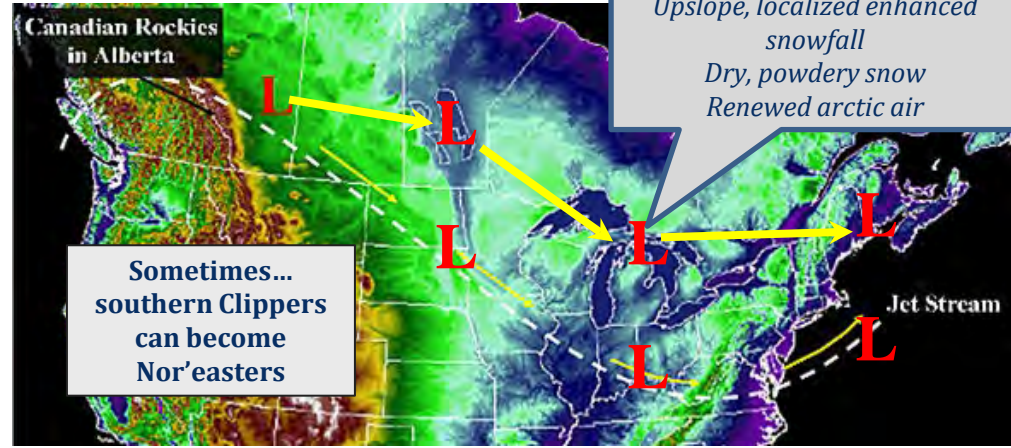 Upslope, localized enhanced
snowfall
Dry, powdery snow
Renewed arctic air
Canadian Rockies
in Alberta
L
L
L
L
L
Sometimes...
southern Clippers
can become
Nor'easters
Jet Stream
L
L